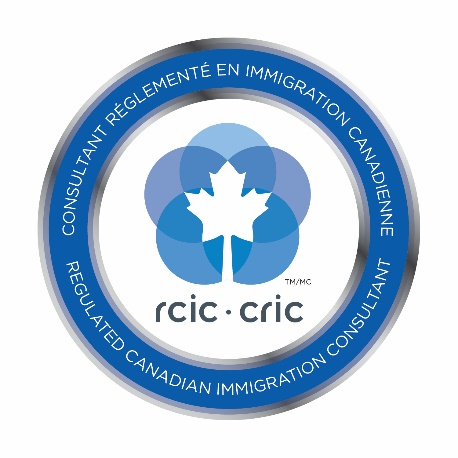 CONSULTANT RÉGLEMENTÉ EN IMMIGRATION CANADIENNE
TM/MC
rcic · cric
REGULATED CANADIAN IMMIGRATION CONSULTANT